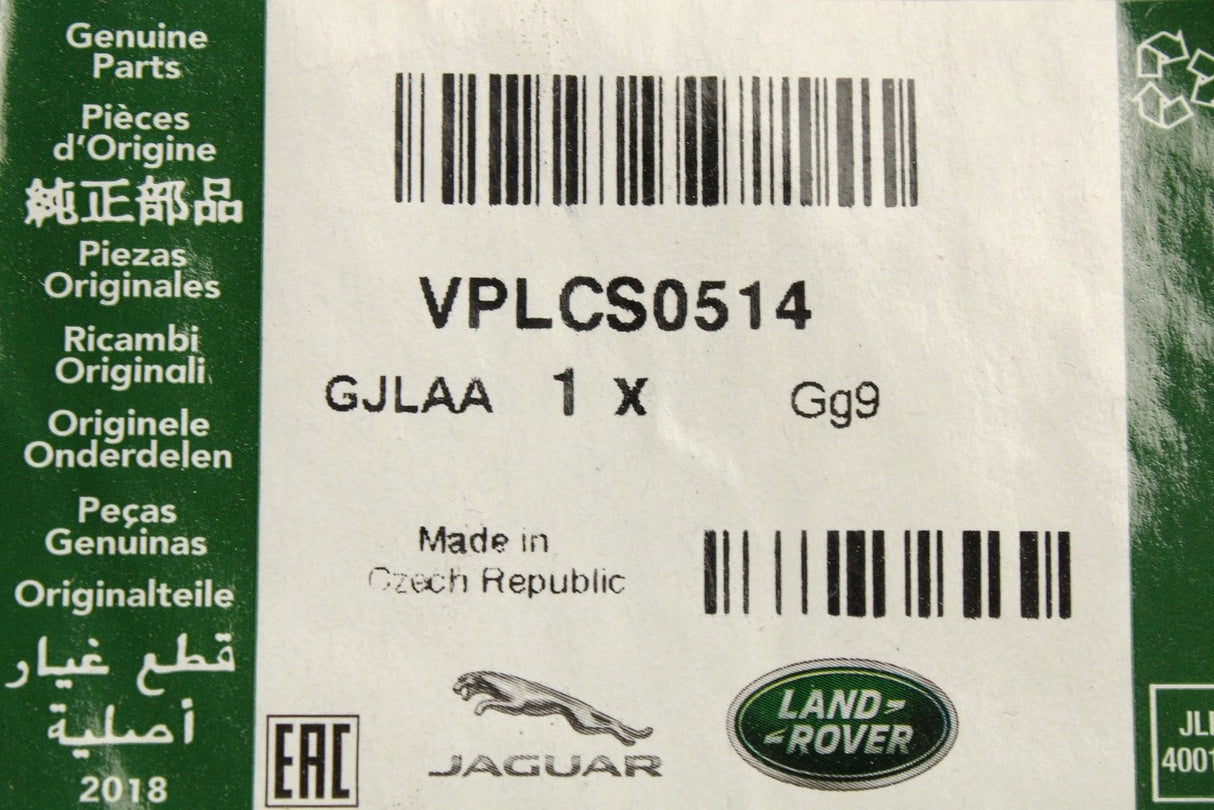 Genuine
Parts
Pièces
d'Origine
純正部品
Piezas
Originales
Ricambi
Originali
Originele
Onderdelen
Peças
Genuinas
Originalteile
قطع غيار
أصلية
2018
VPLCS0514
GJLAA 1 x Gg9
Made in
Czech Republic
EAC
JAGUAR
LAND-
-ROVER